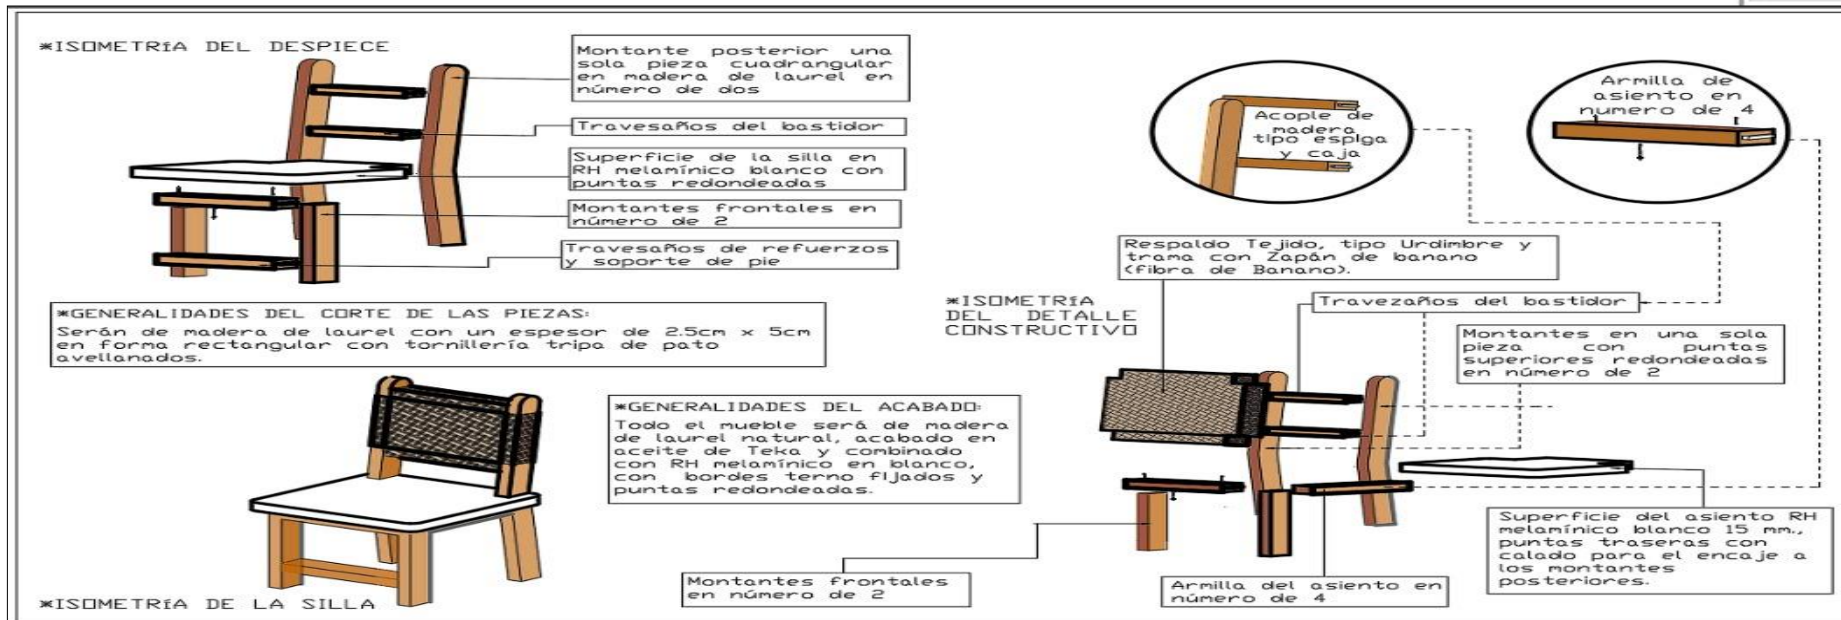 *ISOMETRÍA DEL DESPIECE
Montante posterior una
sola pieza cuadrangular
en madera de laurel en
número de dos
Travesaños del bastidor
Superficie de la silla en
RH melamínico blanco con
puntas redondeadas
Montantes frontales en
número de 2
Travesaños de refuerzos
y soporte de pie
*GENERALIDADES DEL CORTE DE LAS PIEZAS:
Serán de madera de laurel con un espesor de 2.5cm x 5cm
en forma rectangular con tornillería tripa de pato
avellanados.
*GENERALIDADES DEL ACABADO:
Todo el mueble será de madera
de laurel natural, acabado en
aceite de Teka y combinado
con RH melamínico en blanco,
con bordes termo fijados y
puntas redondeadas.
*ISOMETRÍA DE LA SILLA
Acople de
madera
tipo espiga
y caja
Armilla de
asiento en
numero de 4
Respaldo Tejido, tipo Urdimbre y
trama con Zapán de banano
(fibra de Banano).
*ISOMETRÍA
DEL DETALLE
CONSTRUCTIVO
Travezaños del bastidor
Montantes en una sola
pieza con puntas
superiores redondeadas
en número de 2
Superficie del asiento RH
melamínico blanco 15 mm.,
puntas traseras con
calado para el encaje a
los montantes
posteriores.
Montantes frontales
en número de 2
Armilla del asiento en
número de 4